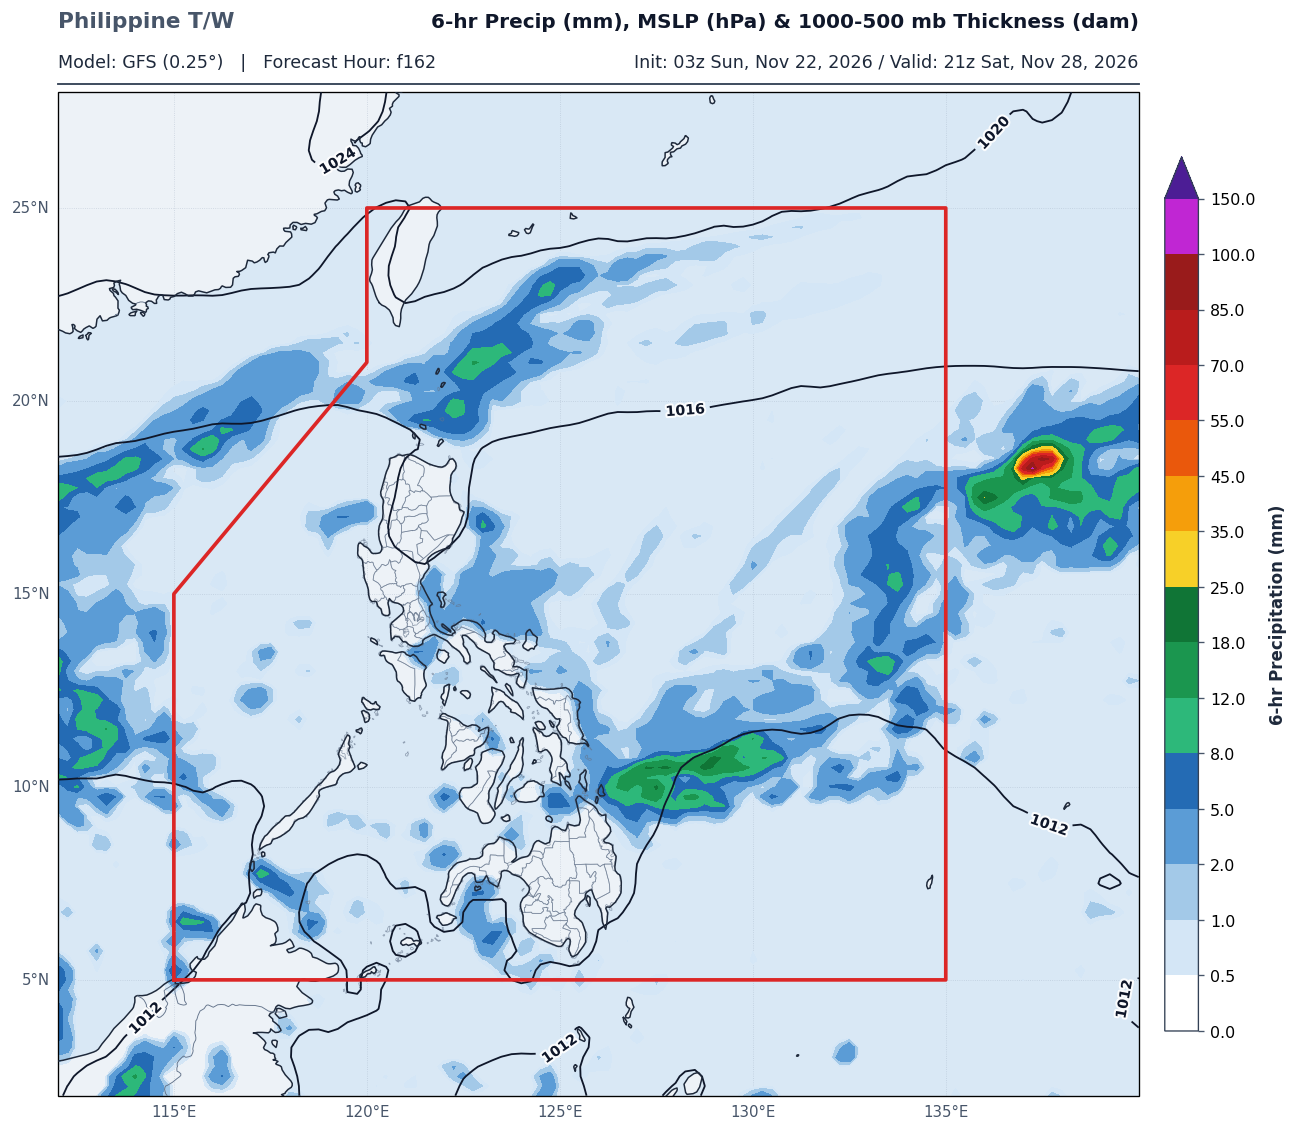 Philippine T/W
6-hr Precip (mm), MSLP (hPa) & 1000-500 mb Thickness (dam)
Model: GFS (0.25°) | Forecast Hour: f162
Init: 03z Sun, Nov 22, 2026 / Valid: 21z Sat, Nov 28, 2026
1024
1020
1016
1012
1012
1012
1012
25°N
20°N
15°N
10°N
5°N
115°E
120°E
125°E
130°E
135°E
150.0
100.0
85.0
70.0
55.0
45.0
35.0
25.0
18.0
12.0
8.0
5.0
2.0
1.0
0.5
0.0
6-hr Precipitation (mm)